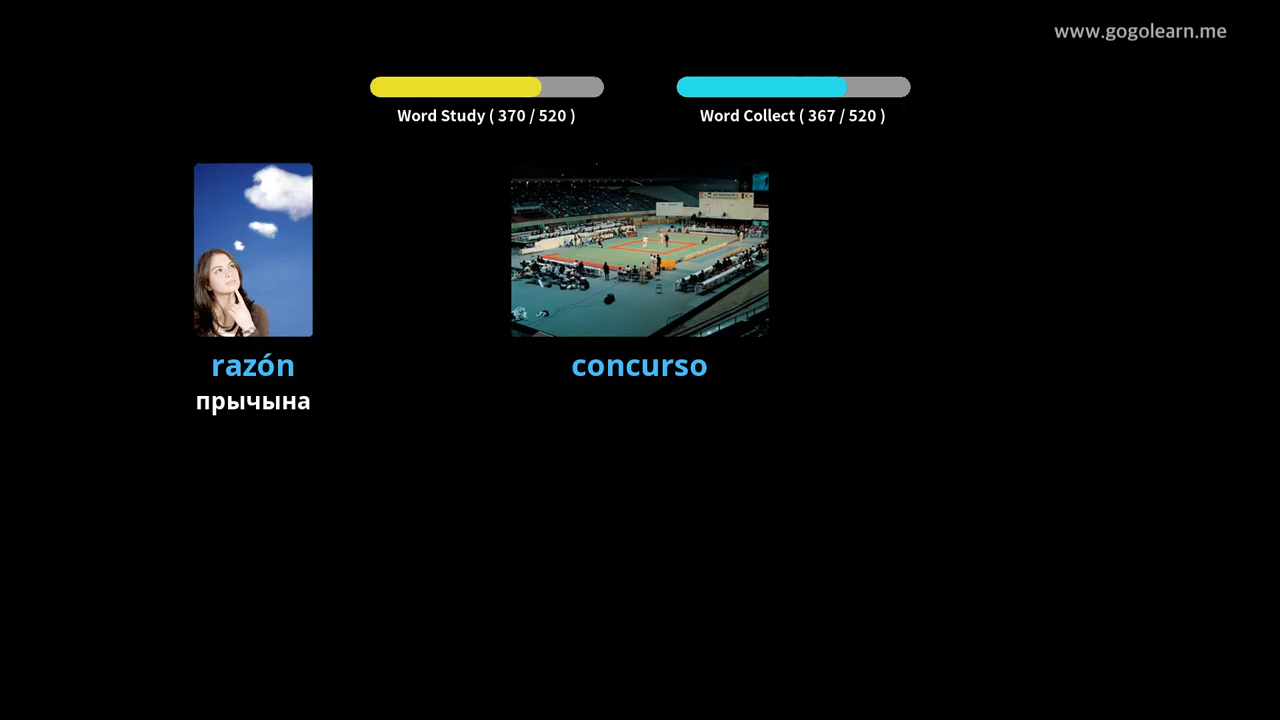 www.gogolearn.me
Word Study ( 370 / 520 )
Word Collect ( 367 / 520 )
razón
прычына
concurso